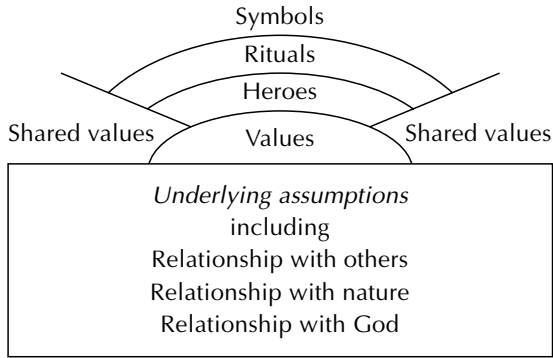 Symbols
Rituals
Heroes
Shared values Values Shared values
Underlying assumptions
including
Relationship with others
Relationship with nature
Relationship with God